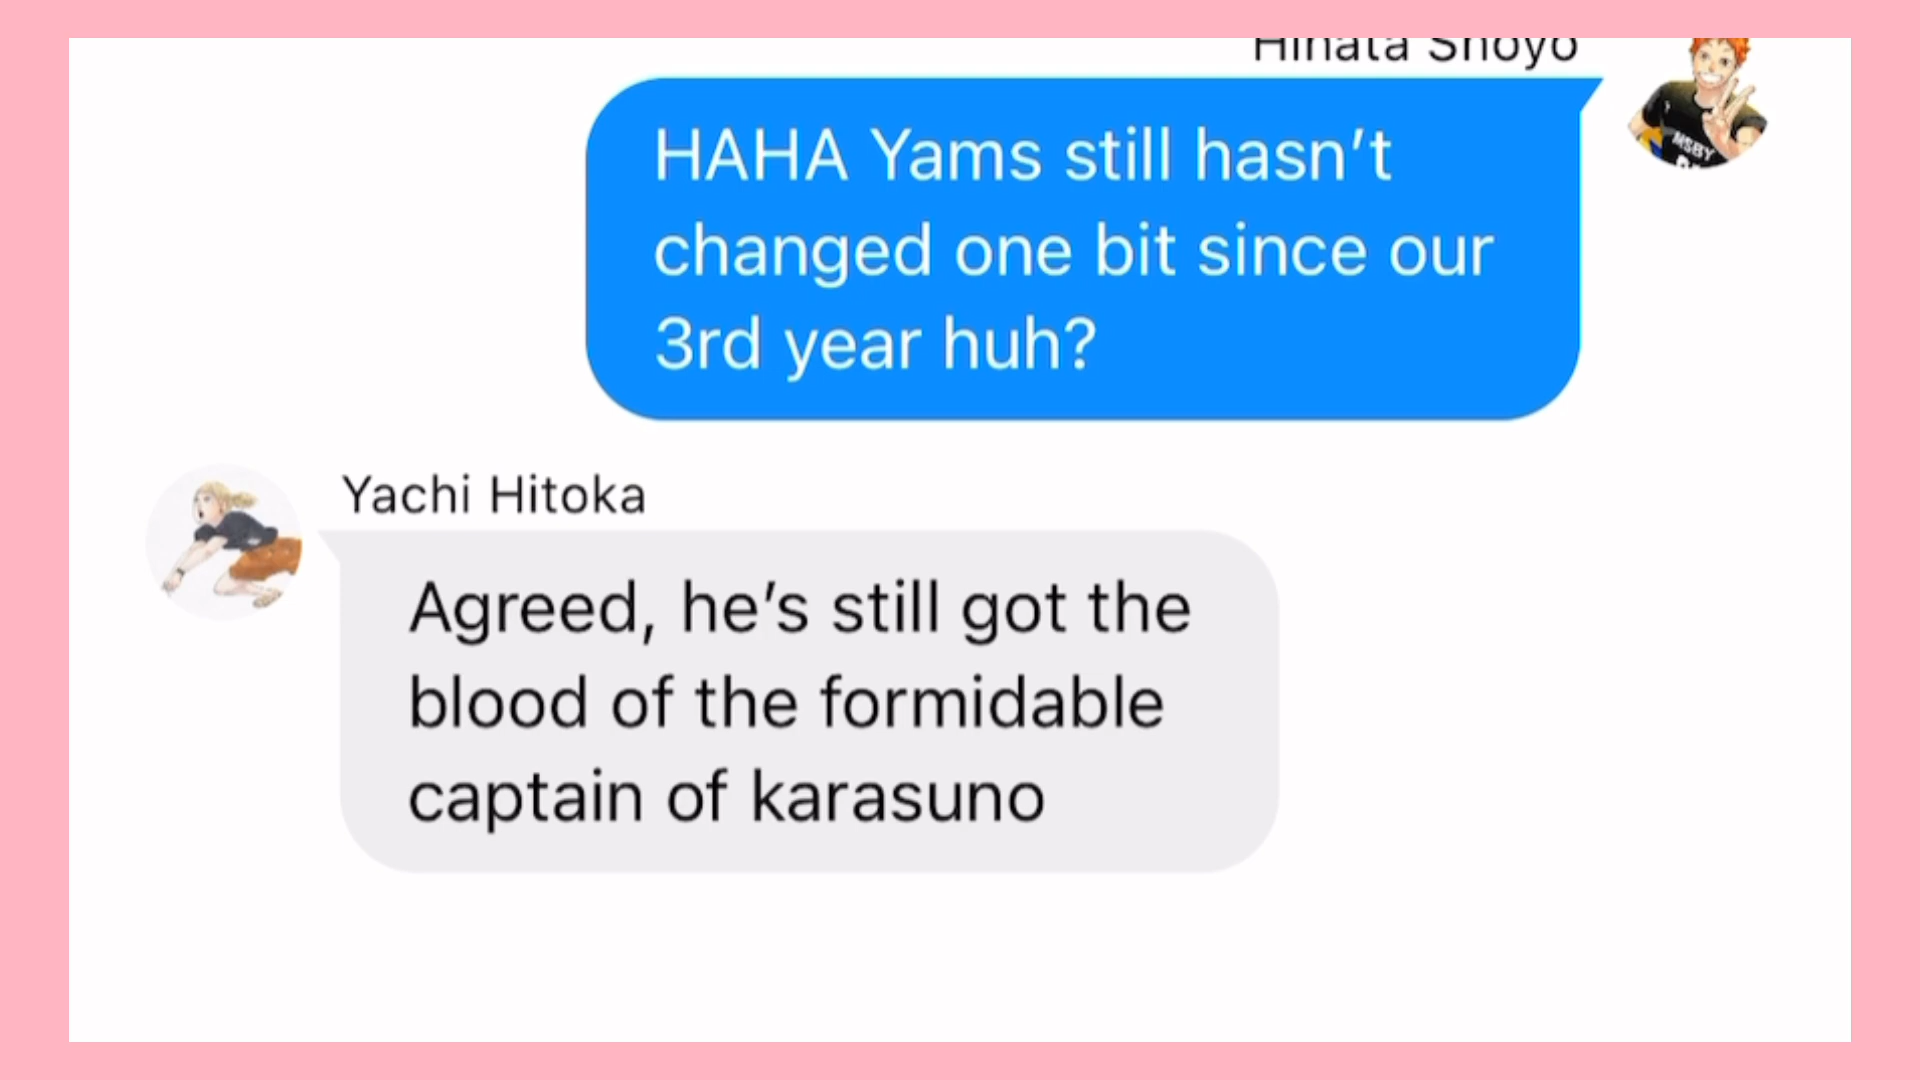 Hinata Shoyo
HAHA Yams still hasn’t
changed one bit since our
3rd year huh?
MSBY
Yachi Hitoka
Agreed, he’s still got the
blood of the formidable
captain of karasuno